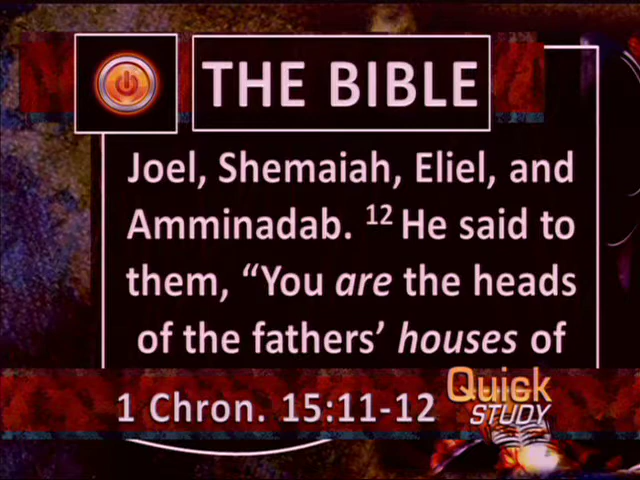 THE BIBLE
Joel, Shemaiah, Eliel, and
Amminadab. ¹² He said to
them, “You are the heads
of the fathers’ houses of
1 Chron. 15:11-12
Quick
STUDY